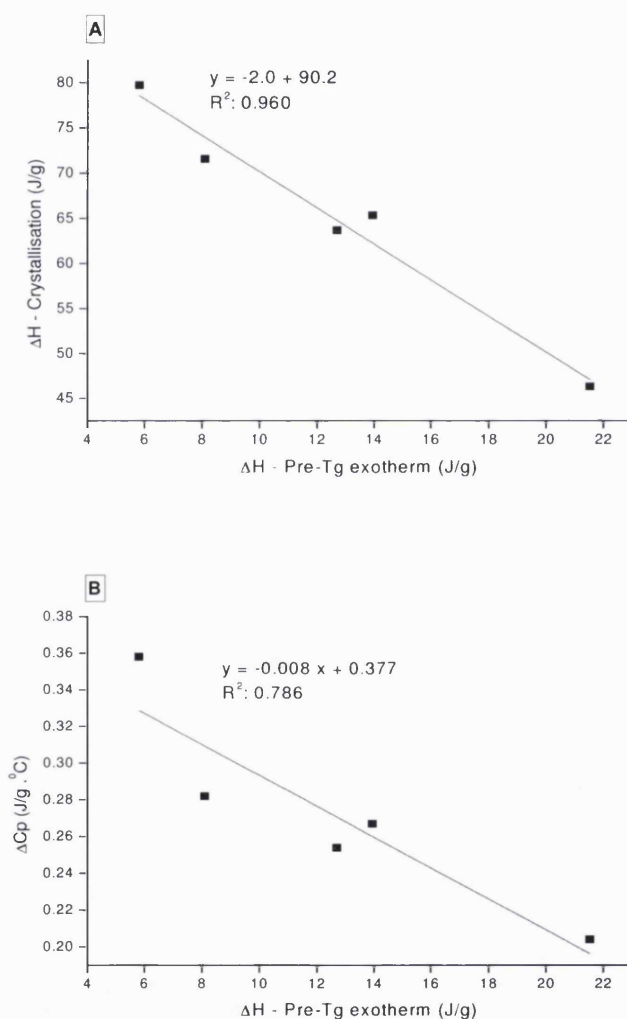 A
y = -2.0 + 90.2
R²: 0.960
80
75
70
65
60
55
50
45
ΔH - Crystallisation (J/g)
4 6 8 10 12 14 16 18 20 22
ΔH - Pre-Tg exotherm (J/g)
B
y = -0.008 x + 0.377
R²: 0.786
0.38
0.36
0.34
0.32
0.30
0.28
0.26
0.24
0.22
0.20
ΔCp (J/g .⁰C)
4 6 8 10 12 14 16 18 20 22
ΔH - Pre-Tg exotherm (J/g)